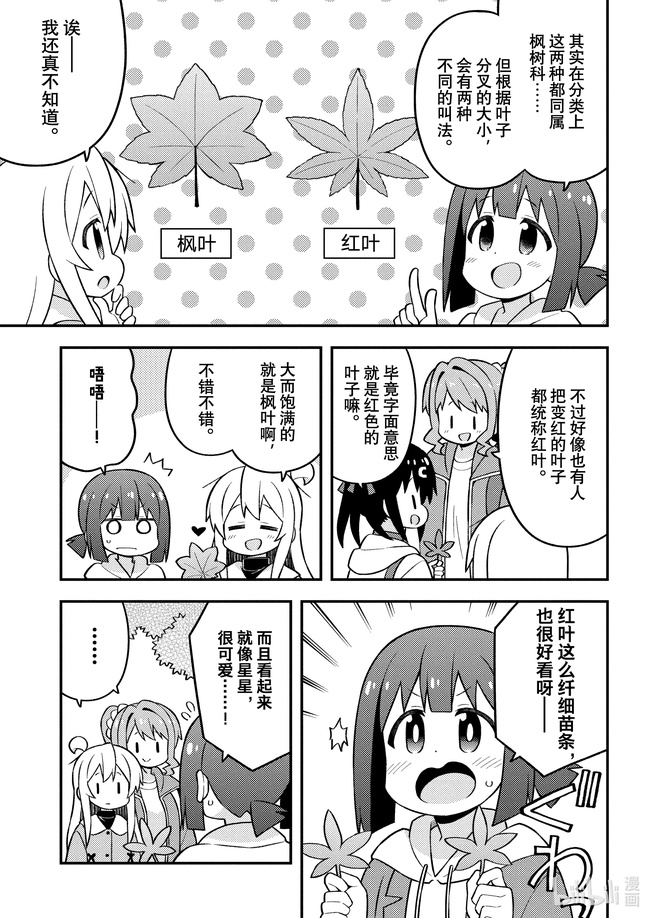 其实在分类上
这两种都同属
枫树科……
但根据叶子
分叉的大小，
会有两种
不同的叫法。
诶——
我还真不知道。
红叶
枫叶
不过好像也有人
把变红的叶子
都统称红叶。
毕竟字面意思
就是红色的
叶子嘛。
大而饱满的
就是枫叶啊，
不错不错。
唔唔——！
红叶这么纤细苗条，
也很好看呀——
ぐわっ
而且看起来
就像星星，
很可爱……！
……
bilibili
漫画